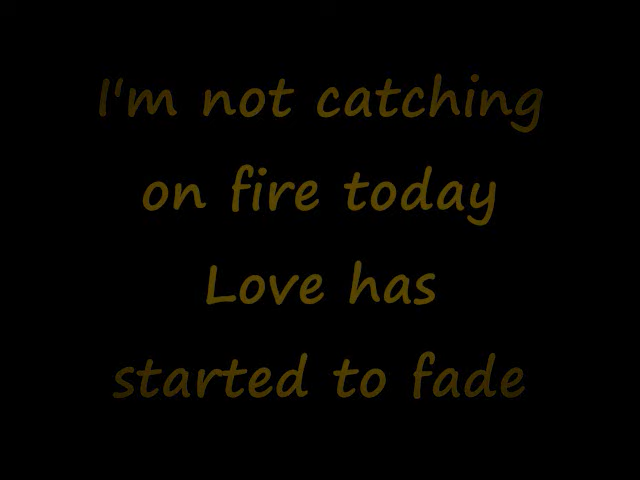 I'm not catching
on fire today
Love has
started to fade